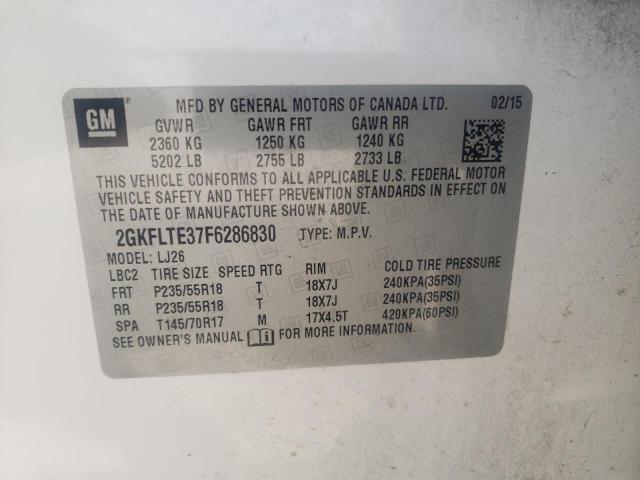 GM
MFD BY GENERAL MOTORS OF CANADA LTD. 02/15
GVWR GAWR FRT GAWR RR
2360 KG 1250 KG 1240 KG
5202 LB 2755 LB 2733 LB
THIS VEHICLE CONFORMS TO ALL APPLICABLE U.S. FEDERAL MOTOR
VEHICLE SAFETY AND THEFT PREVENTION STANDARDS IN EFFECT ON
THE DATE OF MANUFACTURE SHOWN ABOVE.
2GKFLTE37F6286830 TYPE: M.P.V.
MODEL: LJ26
LBC2 TIRE SIZE SPEED RTG RIM COLD TIRE PRESSURE
FRT P235/55R18 T 18X7J 240KPA(35PSI)
RR P235/55R18 T 18X7J 240KPA(35PSI)
SPA T145/70R17 M 17X4.5T 420KPA(60PSI)
SEE OWNER'S MANUAL FOR MORE INFORMATION